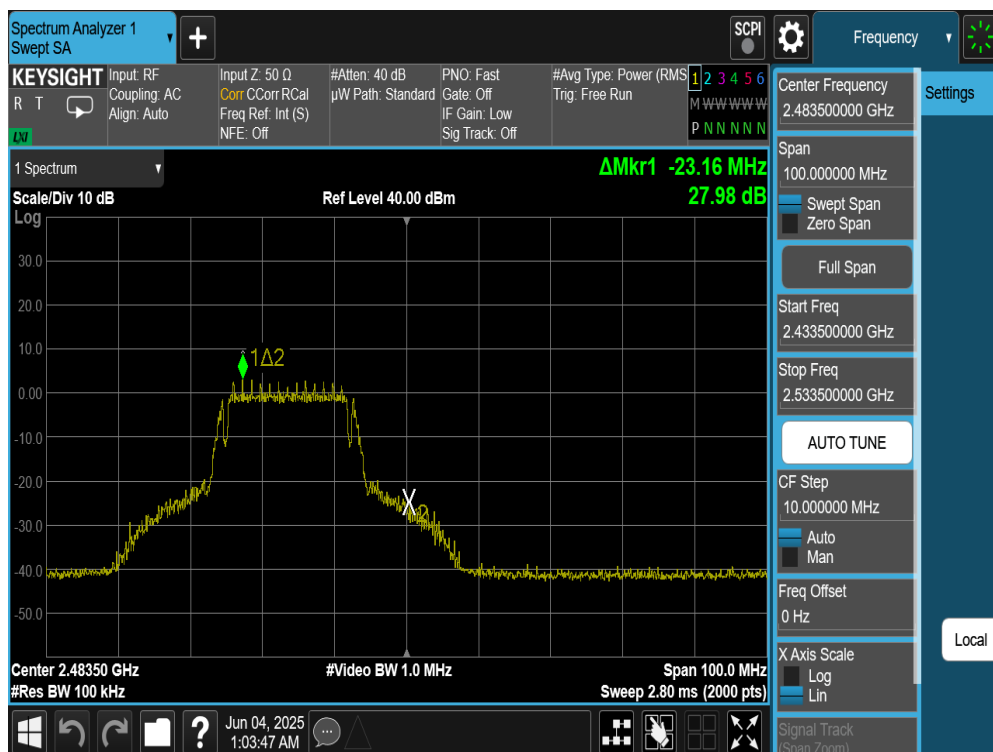 Spectrum Analyzer 1
Swept SA
+
SCPI
Frequency
KEYSIGHT
R T
LXI
Input: RF
Coupling: AC
Align: Auto
Input Z: 50 Ω
Corr CCorr RCal
Freq Ref: Int (S)
NFE: Off
#Atten: 40 dB
µW Path: Standard
PNO: Fast
Gate: Off
IF Gain: Low
Sig Track: Off
#Avg Type: Power (RMS
Trig: Free Run
1 2 3 4 5 6
M W W W W W
P N N N N N
1 Spectrum
Scale/Div 10 dB
Ref Level 40.00 dBm
ΔMkr1 -23.16 MHz
27.98 dB
Log
30.0
20.0
10.0
0.00
-10.0
-20.0
-30.0
-40.0
-50.0
1Δ2
X2
Center 2.48350 GHz
#Video BW 1.0 MHz
Span 100.0 MHz
#Res BW 100 kHz
Sweep 2.80 ms (2000 pts)
Jun 04, 2025
1:03:47 AM
?
Center Frequency
2.483500000 GHz
Span
100.000000 MHz
Swept Span
Zero Span
Full Span
Start Freq
2.433500000 GHz
Stop Freq
2.533500000 GHz
AUTO TUNE
CF Step
10.000000 MHz
Auto
Man
Freq Offset
0 Hz
X Axis Scale
Log
Lin
Signal Track
(Span Zoom)
Settings
Local